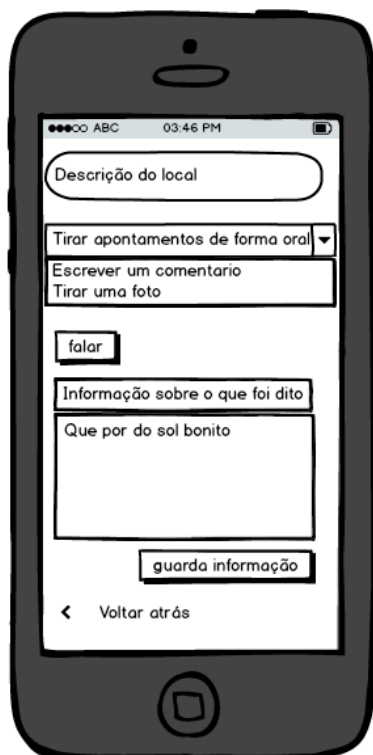 ABC 03:46 PM
Descrição do local
Tirar apontamentos de forma oral
Escrever um comentario
Tirar uma foto
falar
Informação sobre o que foi dito
Que por do sol bonito
guarda informação
Voltar atrás